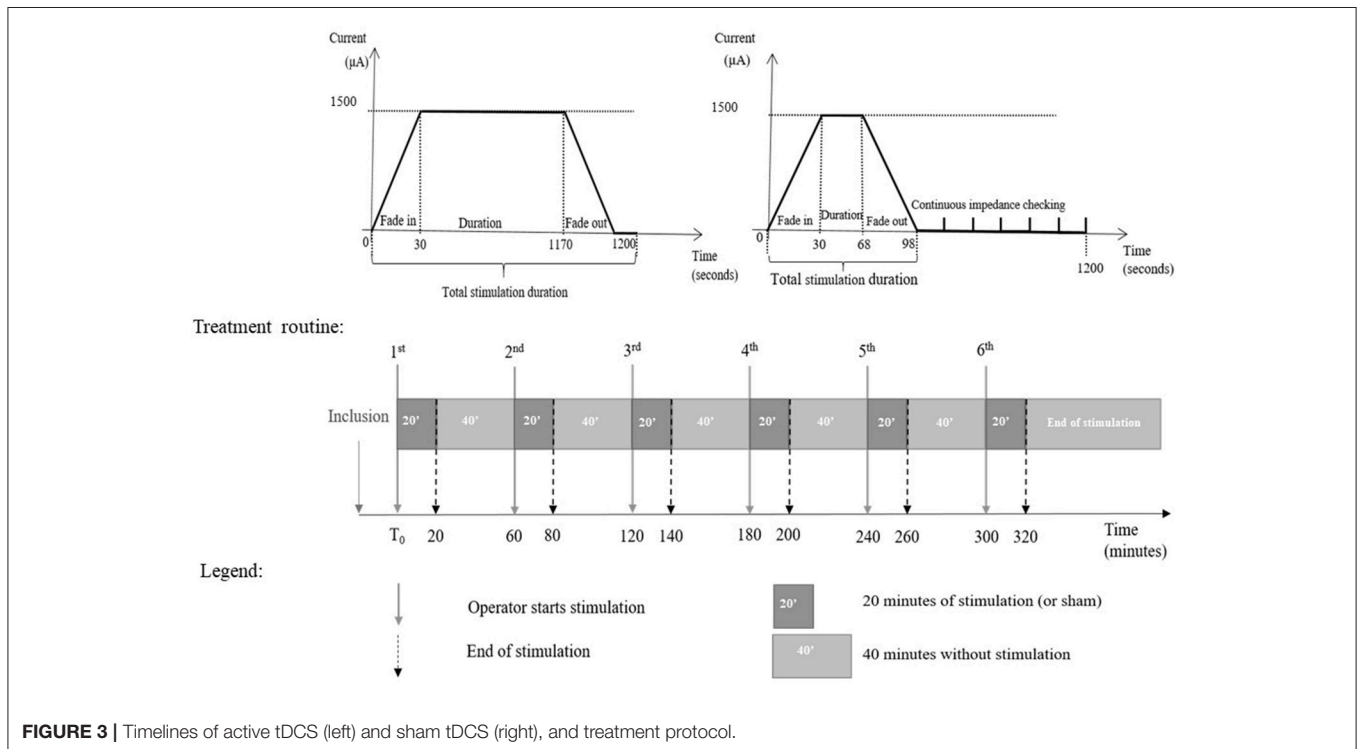 Current
(µA)
1500
0
Fade in
Duration
Fade out
30
1170
1200
Time
(seconds)
Total stimulation duration
Current
(µA)
1500
Continuous impedance checking
0
Fade in
Duration
Fade out
30
68
98
1200
Time
(seconds)
Total stimulation duration
Treatment routine:
1st 2nd 3rd 4th 5th 6th
Inclusion
20’ 40’ 20’ 40’ 20’ 40’ 20’ 40’ 20’ 40’ 20’ End of stimulation
T0 20 60 80 120 140 180 200 240 260 300 320
Time
(minutes)
Legend:
Operator starts stimulation
End of stimulation
20’ 20 minutes of stimulation (or sham)
40’ 40 minutes without stimulation
FIGURE 3 | Timelines of active tDCS (left) and sham tDCS (right), and treatment protocol.